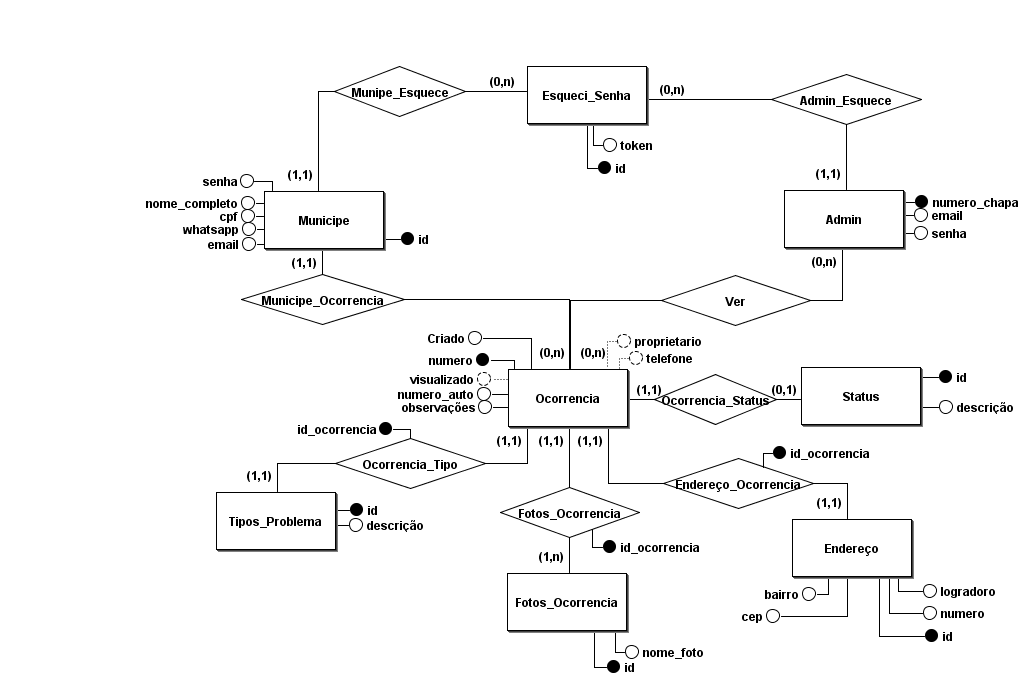 Munipe_Esquece
(0,n)
Esqueci_Senha
(0,n)
Admin_Esquece
token
id
(1,1)
(1,1)
senha
nome_completo
cpf
whatsapp
email
Municipe
id
Admin
numero_chapa
email
senha
(1,1)
(0,n)
Municipe_Ocorrencia
Ver
Criado
(0,n)
(0,n)
proprietario
telefone
numero
visualizado
numero_auto
observações
Ocorrencia
(1,1)
Ocorrencia_Status
(0,1)
Status
id
descrição
id_ocorrencia
(1,1)
(1,1)
(1,1)
Ocorrencia_Tipo
(1,1)
id_ocorrencia
Endereço_Ocorrencia
(1,1)
Tipos_Problema
id
descrição
Fotos_Ocorrencia
id_ocorrencia
(1,n)
Endereço
Fotos_Ocorrencia
bairro
cep
logradoro
numero
id
nome_foto
id